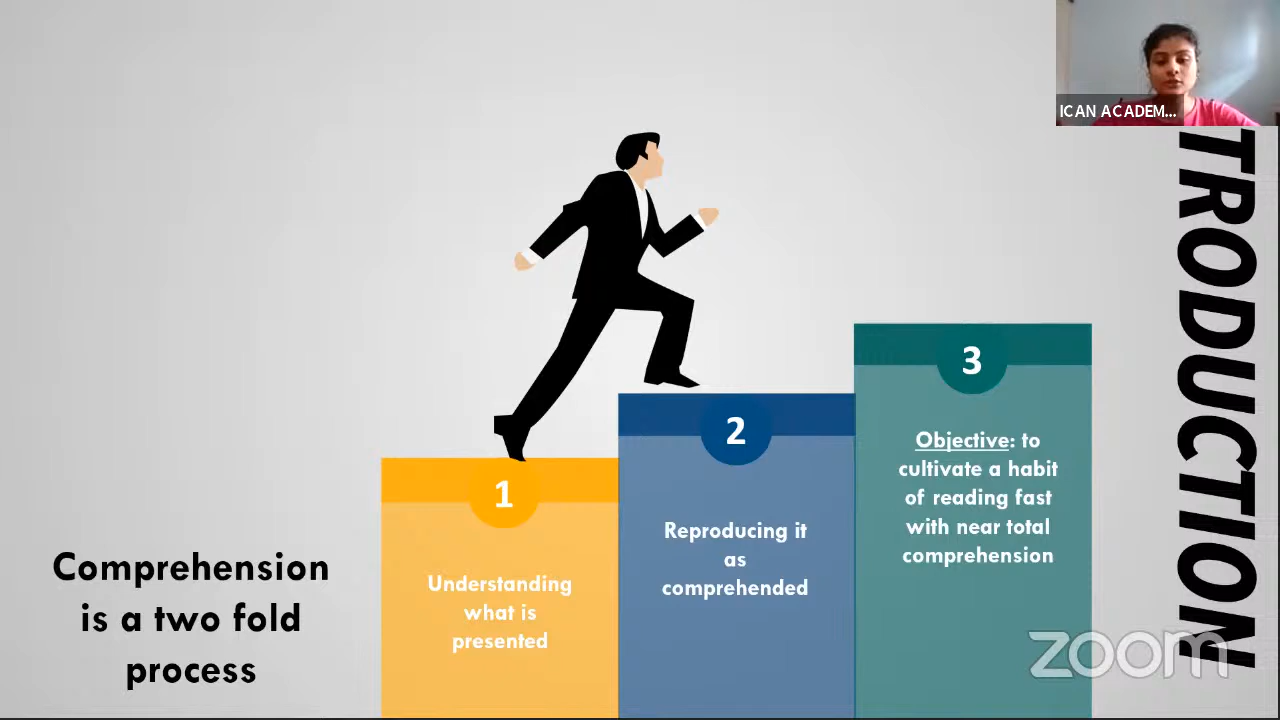 ICAN ACADEM...
TRODUCTION
Comprehension
is a two fold
process
1
Understanding
what is
presented
2
Reproducing it
as
comprehended
3
Objective: to
cultivate a habit
of reading fast
with near total
comprehension
zoom